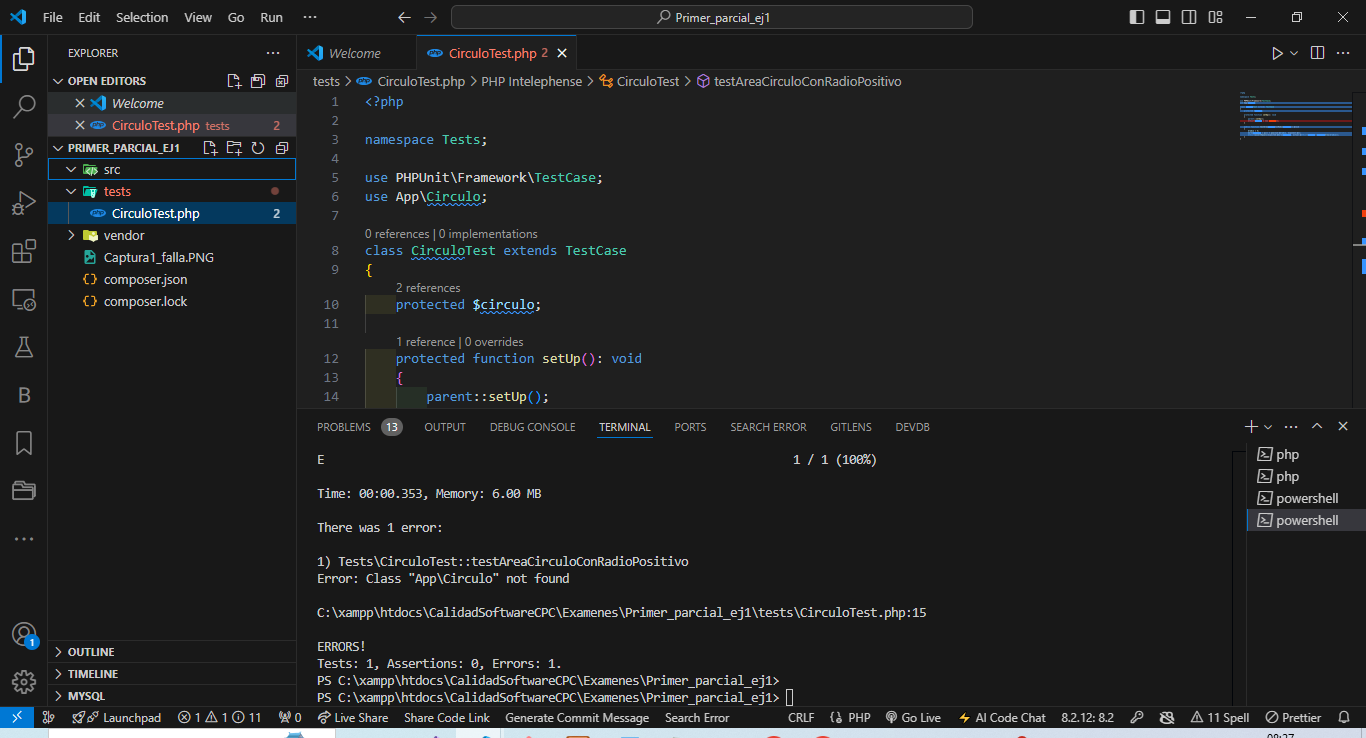 File Edit Selection View Go Run ··· Primer_parcial_ej1
EXPLORER
OPEN EDITORS
Welcome
CirculoTest.php tests 2
PRIMER_PARCIAL_EJ1
src
tests
CirculoTest.php 2
vendor
Captura1_falla.PNG
composer.json
composer.lock
OUTLINE
TIMELINE
MYSQL
Welcome CirculoTest.php 2
tests > CirculoTest.php > PHP Intelephense > CirculoTest > testAreaCirculoConRadioPositivo
1 <?php
2
3 namespace Tests;
4
5 use PHPUnit\Framework\TestCase;
6 use App\Circulo;
7
0 references | 0 implementations
8 class CirculoTest extends TestCase
9 {
2 references
10 protected $circulo;
11
1 reference | 0 overrides
12 protected function setUp(): void
13 {
14 parent::setUp();
PROBLEMS 13 OUTPUT DEBUG CONSOLE TERMINAL PORTS SEARCH ERROR GITLENS DEVDB
E 1 / 1 (100%)
Time: 00:00.353, Memory: 6.00 MB
There was 1 error:
1) Tests\CirculoTest::testAreaCirculoConRadioPositivo
Error: Class "App\Circulo" not found
C:\xampp\htdocs\CalidadSoftwareCPC\Examenes\Primer_parcial_ej1\tests\CirculoTest.php:15
ERRORS!
Tests: 1, Assertions: 0, Errors: 1.
PS C:\xampp\htdocs\CalidadSoftwareCPC\Examenes\Primer_parcial_ej1>
PS C:\xampp\htdocs\CalidadSoftwareCPC\Examenes\Primer_parcial_ej1>
php
php
powershell
powershell
1
Launchpad 1 1 11 0 Live Share Share Code Link Generate Commit Message Search Error CRLF PHP Go Live AI Code Chat 8.2.12: 8.2 11 Spell Prettier